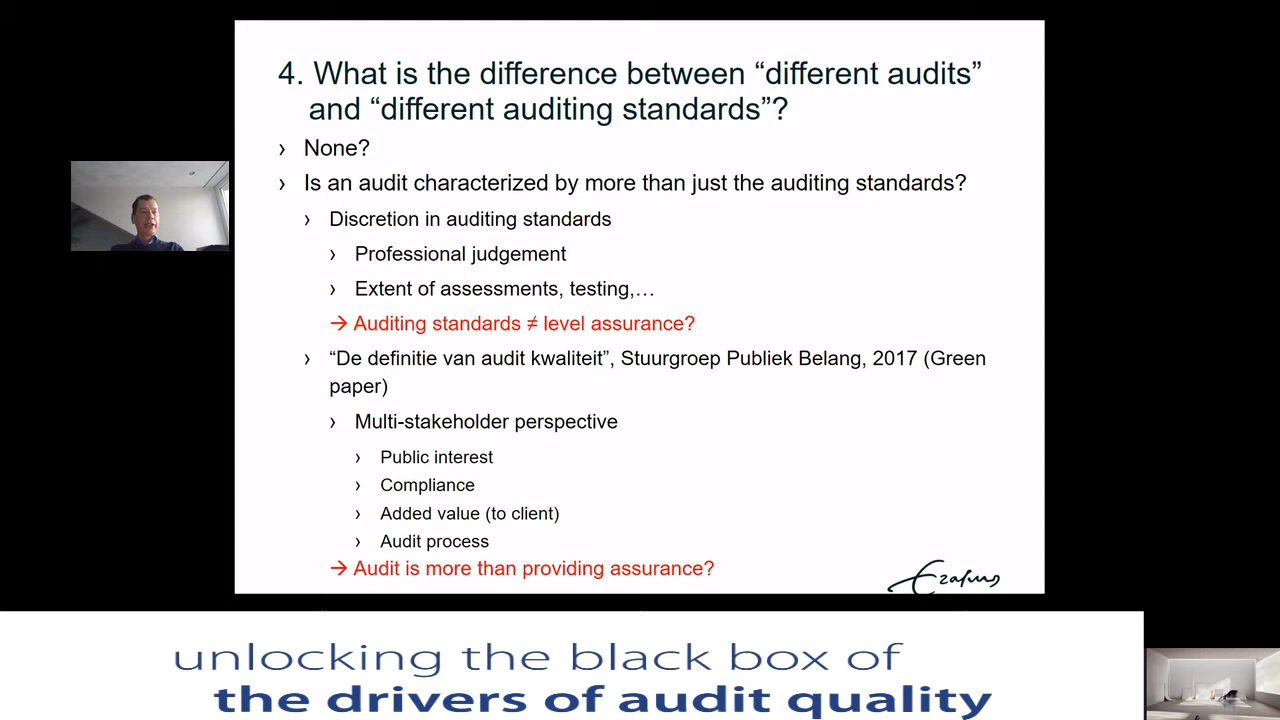 4. What is the difference between “different audits”
and “different auditing standards”?
› None?
› Is an audit characterized by more than just the auditing standards?
› Discretion in auditing standards
› Professional judgement
› Extent of assessments, testing,…
→ Auditing standards ≠ level assurance?
› “De definitie van audit kwaliteit”, Stuurgroep Publiek Belang, 2017 (Green
paper)
› Multi-stakeholder perspective
› Public interest
› Compliance
› Added value (to client)
› Audit process
→ Audit is more than providing assurance?
Erasmus
unlocking the black box of
the drivers of audit quality